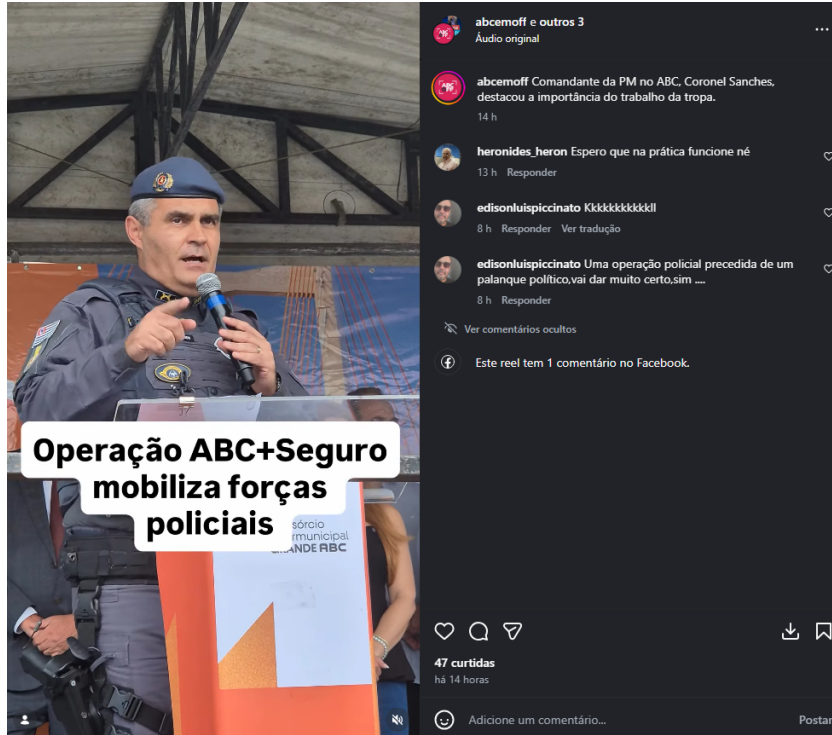 Operação ABC+Seguro
mobiliza forças
policiais
sórcio
rmunicipal
ANDE ABC
abcemoff e outros 3
Áudio original
abcemoff Comandante da PM no ABC, Coronel Sanches,
destacou a importância do trabalho da tropa.
14 h
heronides_heron Espero que na prática funcione né
13 h Responder
edisonluispiccinato Kkkkkkkkkkkll
8 h Responder Ver tradução
edisonluispiccinato Uma operação policial precedida de um
palanque político,vai dar muito certo,sim ....
8 h Responder
Ver comentários ocultos
Este reel tem 1 comentário no Facebook.
47 curtidas
há 14 horas
Adicione um comentário...
Postar